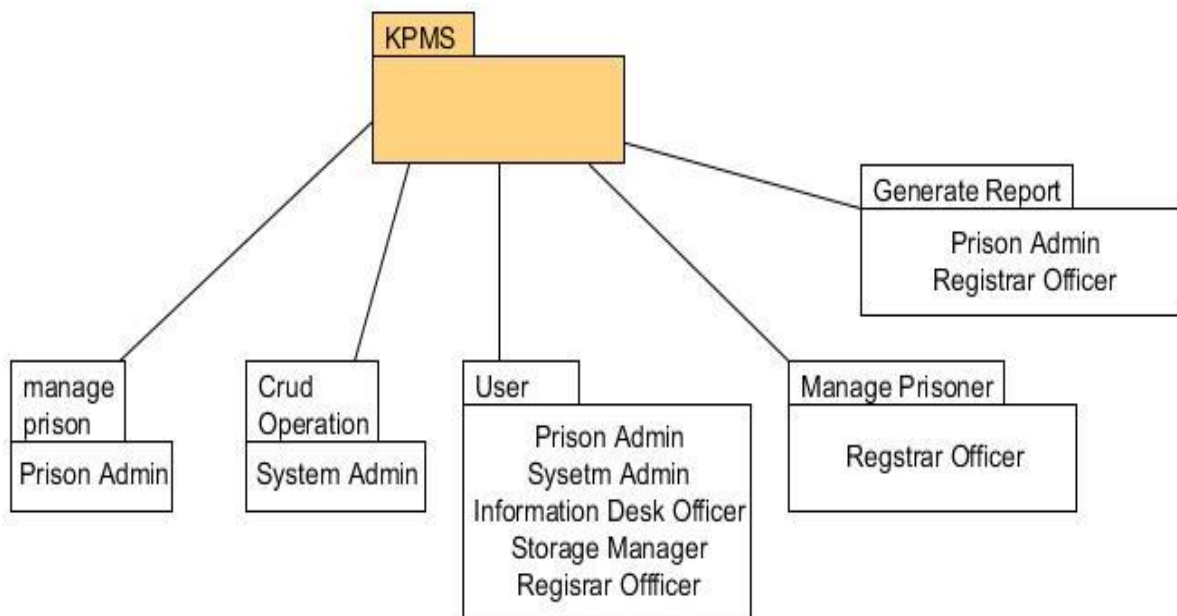 KPMS
Generate Report
Prison Admin
Registrar Officer
manage
prison
Prison Admin
Crud
Operation
System Admin
User
Prison Admin
Sysetm Admin
Information Desk Officer
Storage Manager
Regisrar Offficer
Manage Prisoner
Regstrar Officer